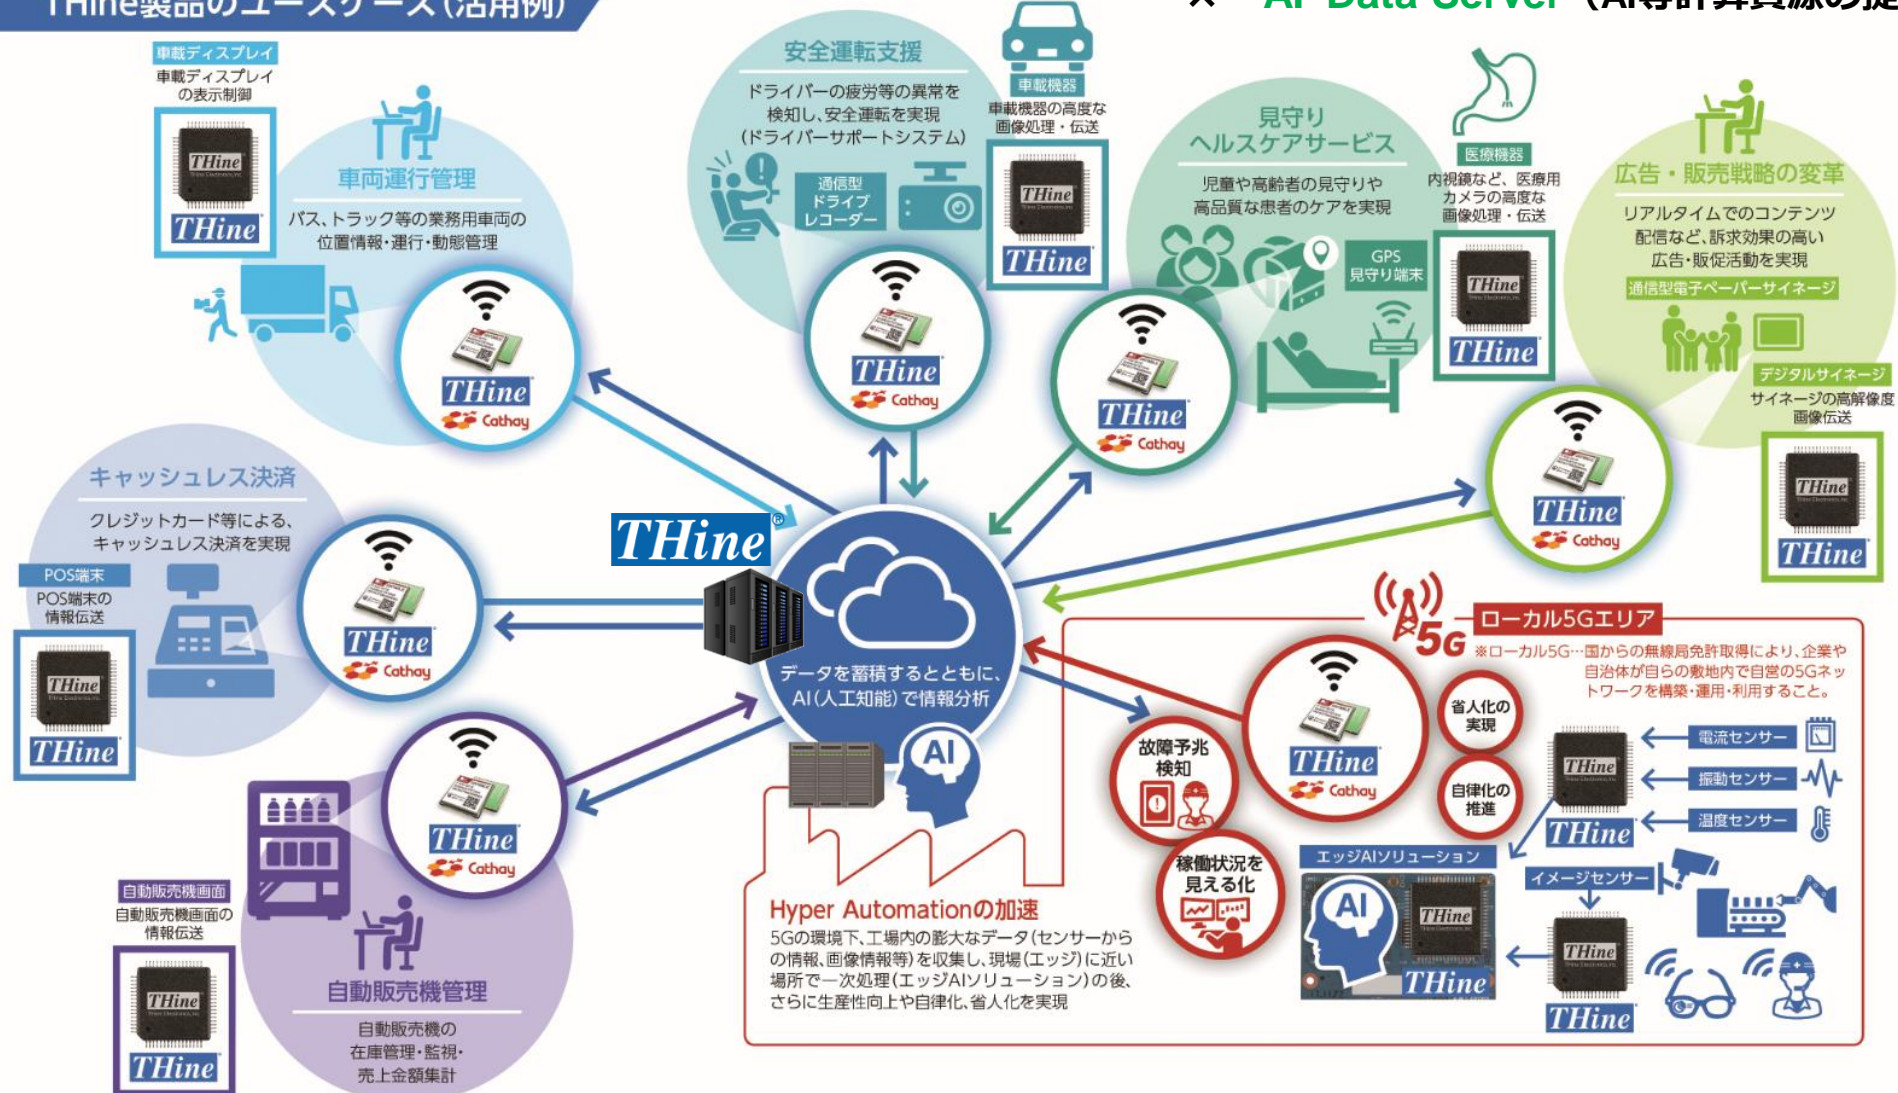 THine製品のユースケース(活用例)
× AI Data Server (AI等計算資源の提
車載ディスプレイ
車載ディスプレイ
の表示制御
THine
THine
車両運行管理
バス、トラック等の業務用車両の
位置情報・運行・動態管理
THine
Cathay
安全運転支援
ドライバーの疲労等の異常を
検知し、安全運転を実現
(ドライバーサポートシステム)
通信型
ドライブ
レコーダー
車載機器
車載機器の高度な
画像処理・伝送
THine
THine
THine
Cathay
見守り
ヘルスケアサービス
児童や高齢者の見守りや
高品質な患者のケアを実現
GPS
見守り端末
医療機器
内視鏡など、医療用
カメラの高度な
画像処理・伝送
THine
THine
THine
Cathay
広告・販売戦略の変革
リアルタイムでのコンテンツ
配信など、訴求効果の高い
広告・販促活動を実現
通信型電子ペーパーサイネージ
デジタルサイネージ
サイネージの高解像度
画像伝送
THine
THine
THine
Cathay
キャッシュレス決済
クレジットカード等による、
キャッシュレス決済を実現
POS端末
POS端末の
情報伝送
THine
THine
THine
Cathay
THine®
データを蓄積するとともに、
AI(人工知能)で情報分析
AI
自動販売機画面
自動販売機画面の
情報伝送
THine
THine
THine
Cathay
自動販売機管理
自動販売機の
在庫管理・監視・
売上金額集計
5G
ローカル5Gエリア
※ローカル5G…国からの無線局免許取得により、企業や
自治体が自らの敷地内で自営の5Gネッ
トワークを構築・運用・利用すること。
THine
Cathay
省人化の
実現
自律化の
推進
故障予兆
検知
稼働状況を
見える化
電流センサー
振動センサー
温度センサー
THine
THine
エッジAIソリューション
AI
THine
THine
イメージセンサー
THine
THine
Hyper Automationの加速
5Gの環境下、工場内の膨大なデータ(センサーから
の情報、画像情報等)を収集し、現場(エッジ)に近い
場所で一次処理(エッジAIソリューション)の後、
さらに生産性向上や自律化、省人化を実現